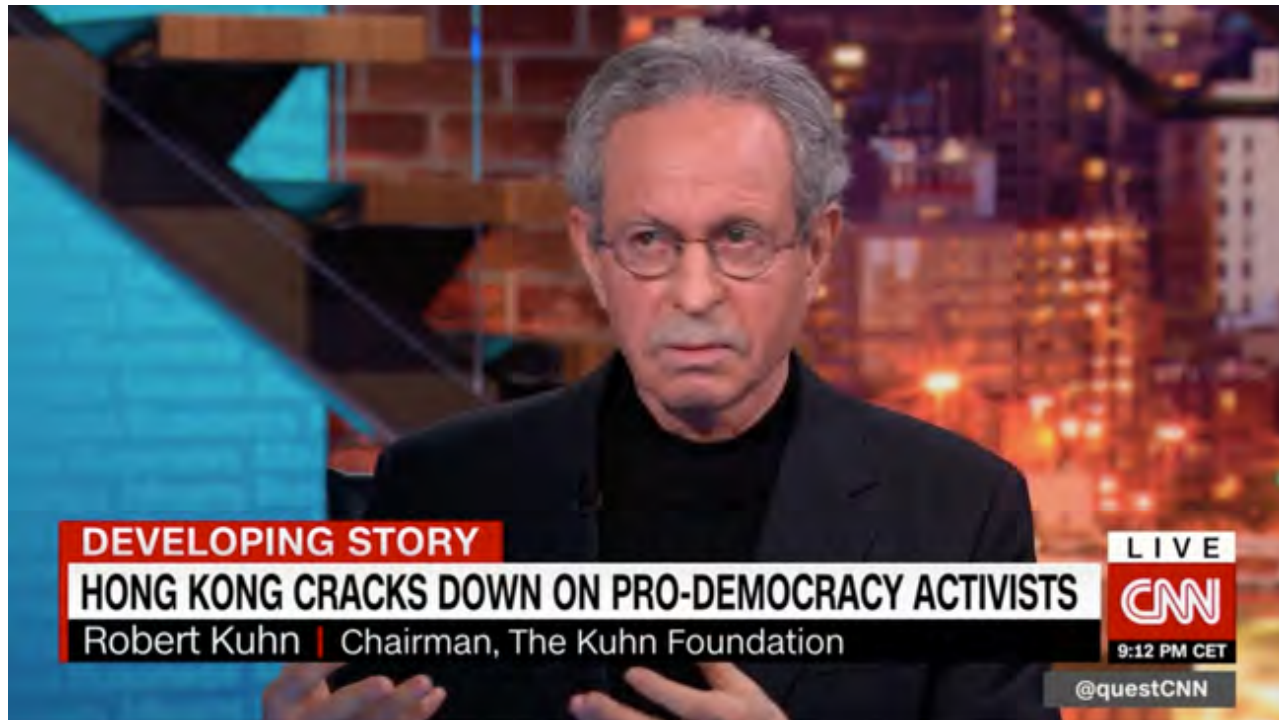 DEVELOPING STORY
HONG KONG CRACKS DOWN ON PRO-DEMOCRACY ACTIVISTS
Robert Kuhn | Chairman, The Kuhn Foundation
LIVE
CNN
9:12 PM CET
@questCNN